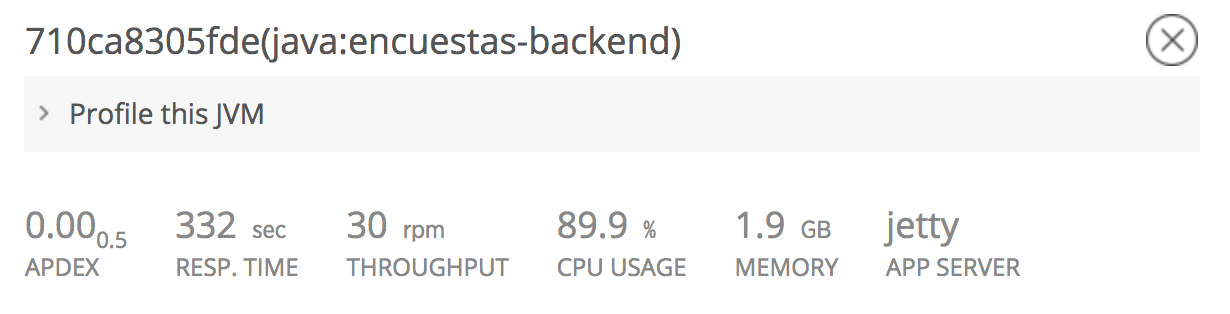 710ca8305fde(java:encuestas-backend)
Profile this JVM
0.00 0.5 332 sec 30 rpm 89.9 % 1.9 GB jetty
APDEX RESP. TIME THROUGHPUT CPU USAGE MEMORY APP SERVER